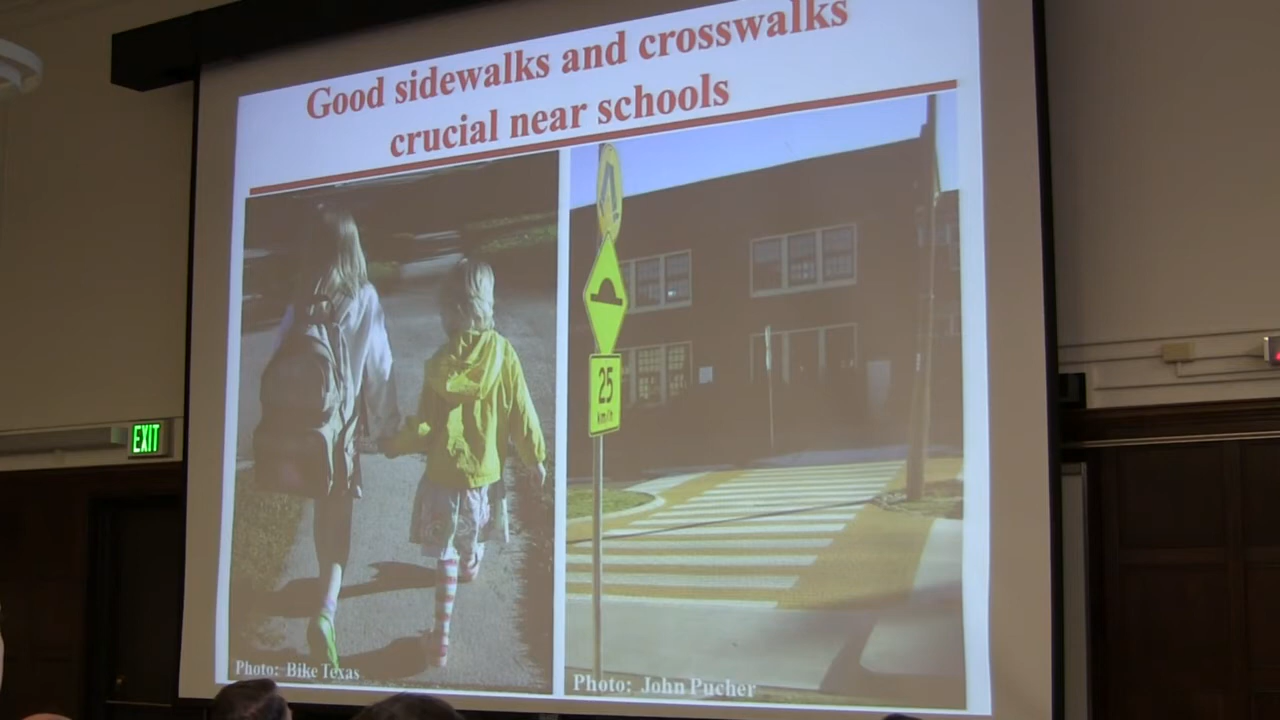 Good sidewalks and crosswalks
crucial near schools
25
km/h
EXIT
Photo: Bike Texas
Photo: John Pucher